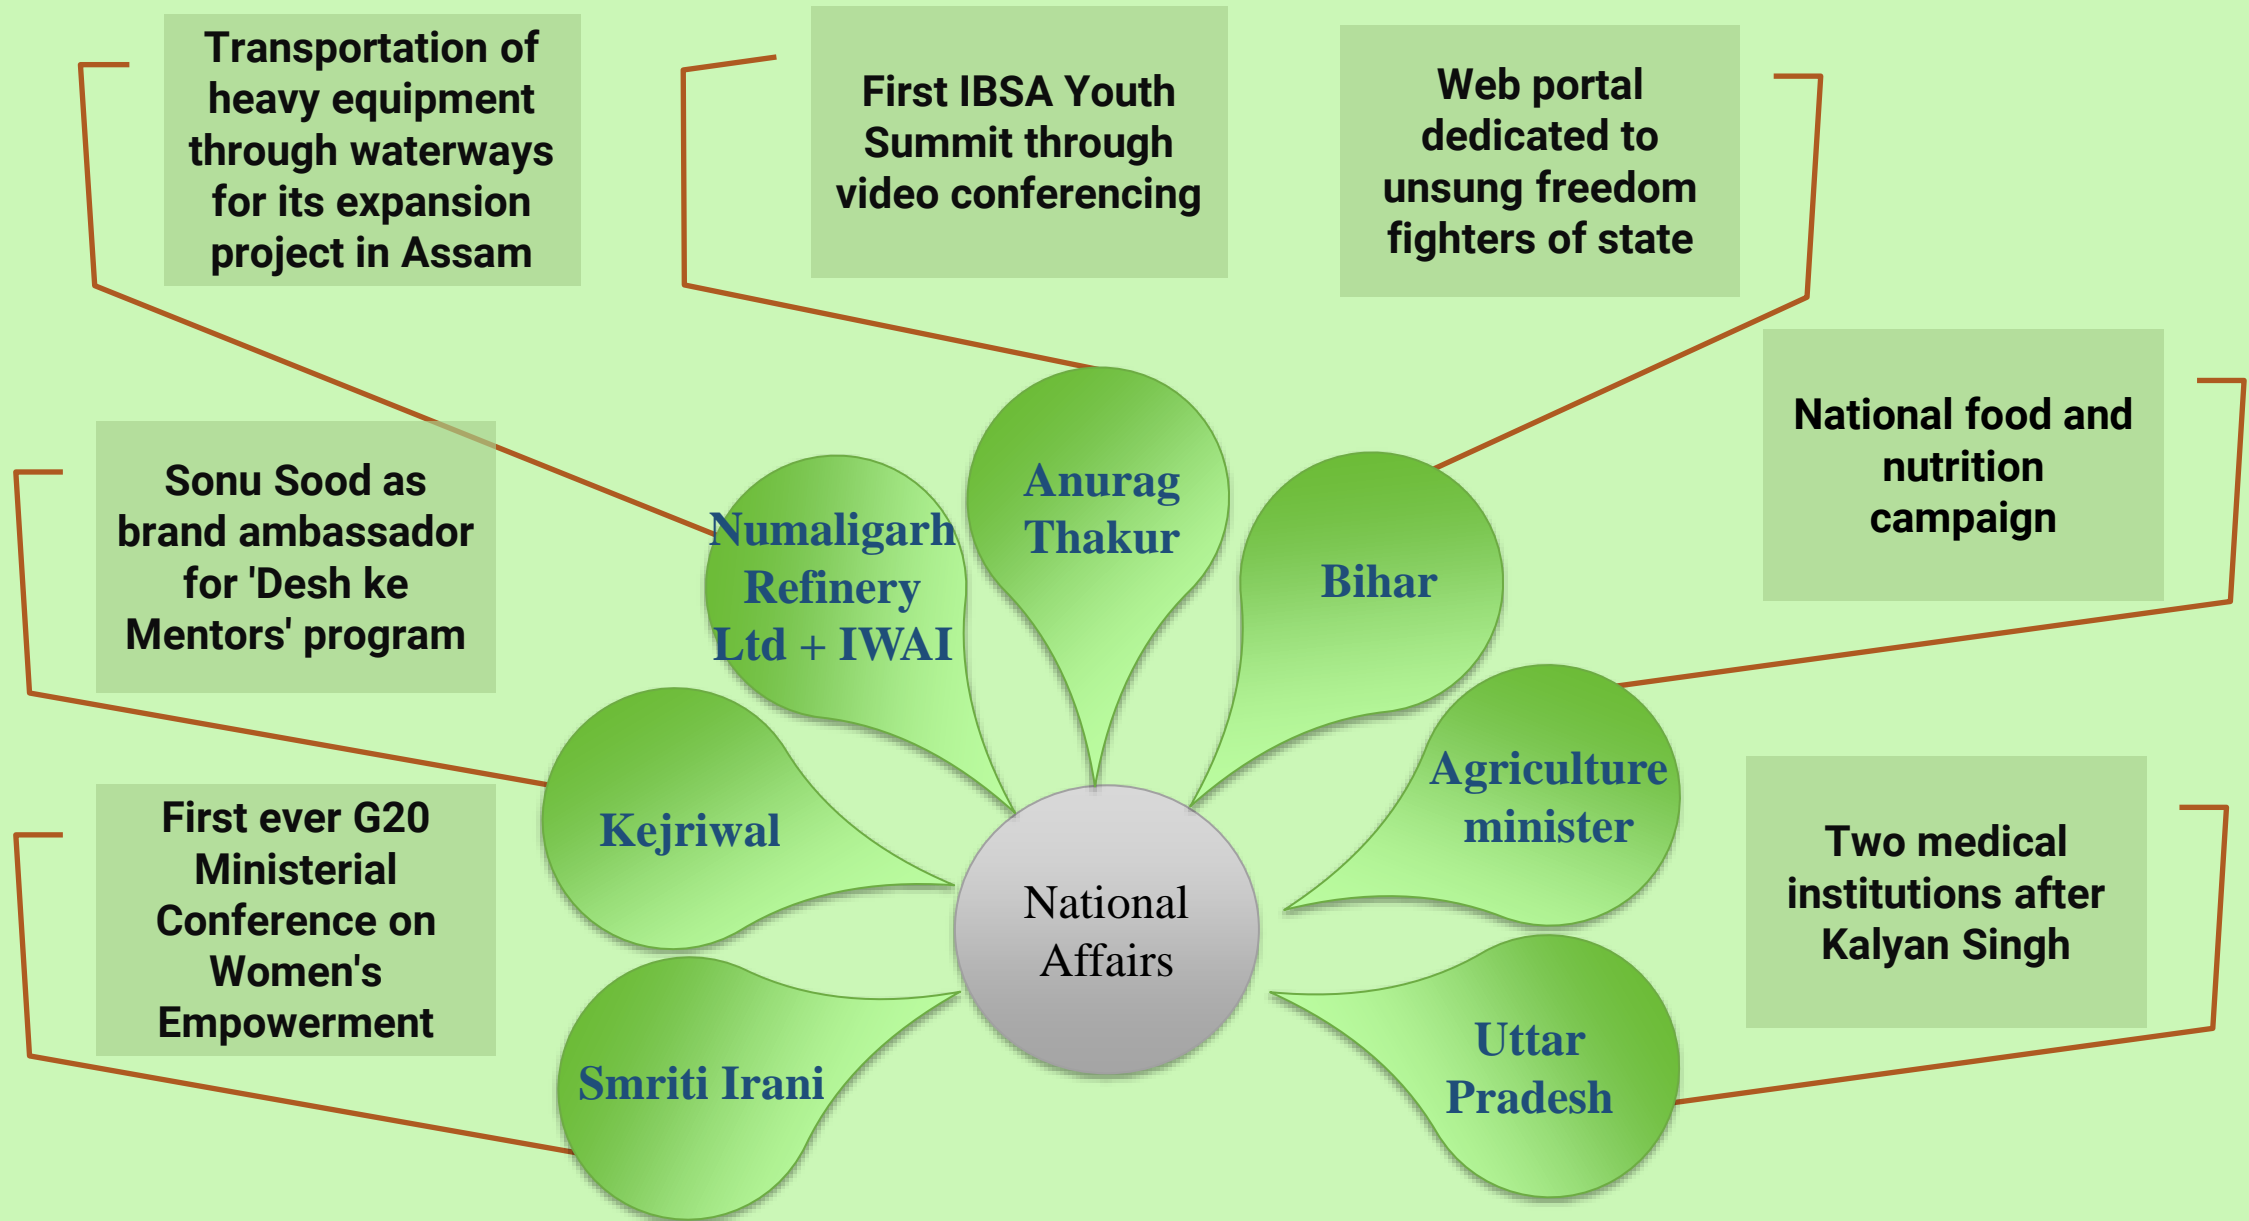 Transportation of
heavy equipment
through waterways
for its expansion
project in Assam
First IBSA Youth
Summit through
video conferencing
Web portal
dedicated to
unsung freedom
fighters of state
National food and
nutrition
campaign
Sonu Sood as
brand ambassador
for 'Desh ke
Mentors' program
Numaligarh
Refinery
Ltd + IWAI
Anurag
Thakur
Bihar
Agriculture
minister
Kejriwal
First ever G20
Ministerial
Conference on
Women's
Empowerment
National
Affairs
Two medical
institutions after
Kalyan Singh
Smriti Irani
Uttar
Pradesh